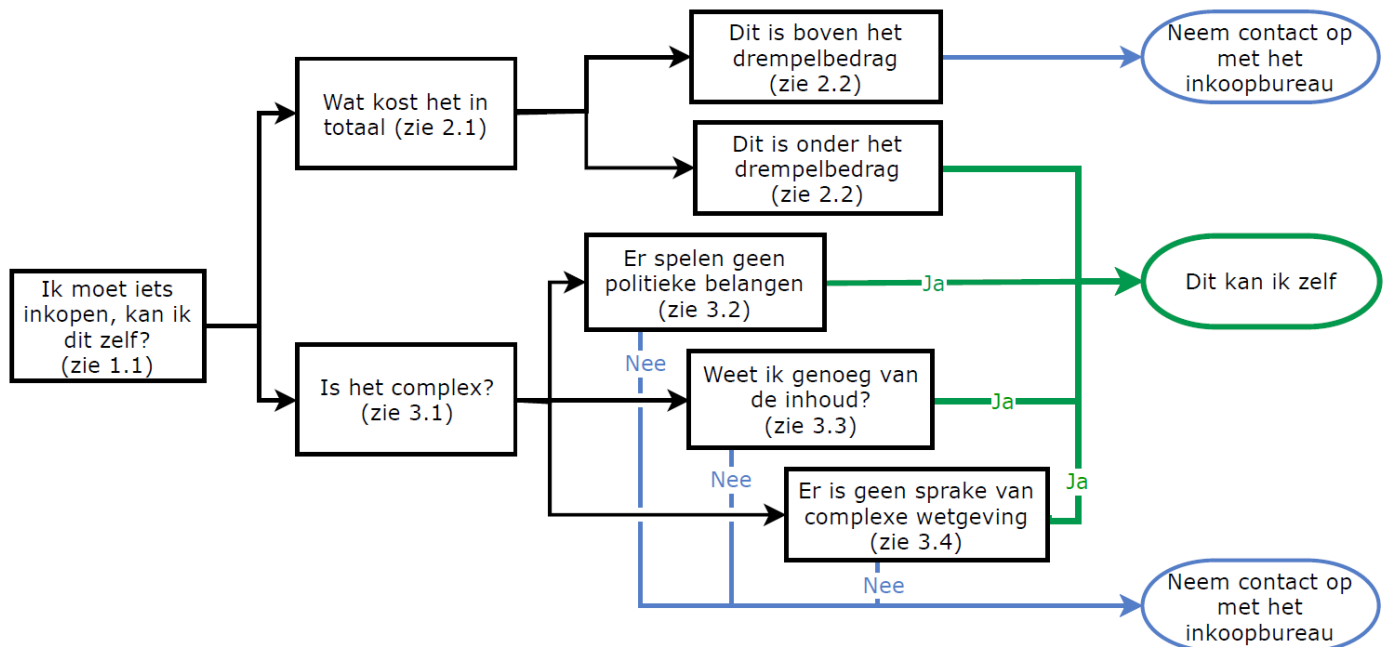 Dit is boven het
drempelbedrag
(zie 2.2)
Neem contact op
met het
inkoopbureau
Wat kost het in
totaal (zie 2.1)
Dit is onder het
drempelbedrag
(zie 2.2)
Er spelen geen
politieke belangen
(zie 3.2)
Ja
Dit kan ik zelf
Ik moet iets
inkopen, kan ik
dit zelf?
(zie 1.1)
Nee
Is het complex?
(zie 3.1)
Weet ik genoeg van
de inhoud?
(zie 3.3)
Ja
Nee
Er is geen sprake van
complexe wetgeving
(zie 3.4)
Ja
Nee
Neem contact op
met het
inkoopbureau